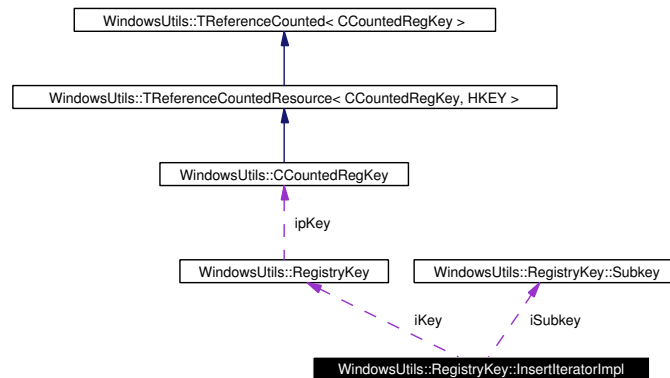 WindowsUtils::TReferenceCounted< CCountedRegKey >
WindowsUtils::TReferenceCountedResource< CCountedRegKey, HKEY >
WindowsUtils::CCountedRegKey
ipKey
WindowsUtils::RegistryKey
WindowsUtils::RegistryKey::Subkey
iKey
iSubkey
WindowsUtils::RegistryKey::InsertIteratorImpl